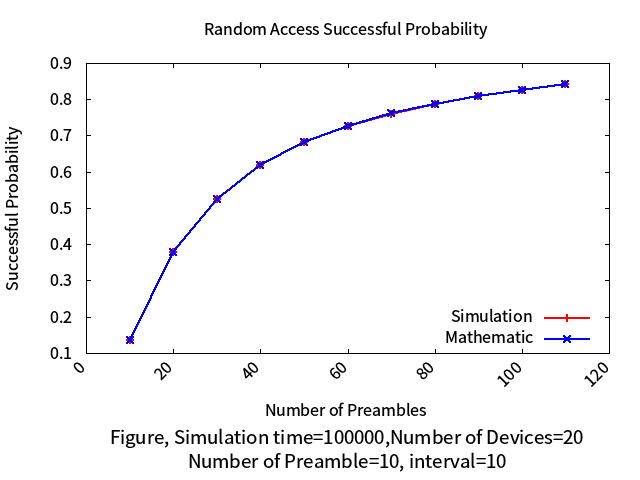 Random Access Successful Probability
0.9
0.8
0.7
0.6
0.5
0.4
0.3
0.2
0.1
Successful Probability
Simulation
Mathematic
0
20
40
60
80
100
120
Number of Preambles
Figure, Simulation time=100000,Number of Devices=20
Number of Preamble=10, interval=10